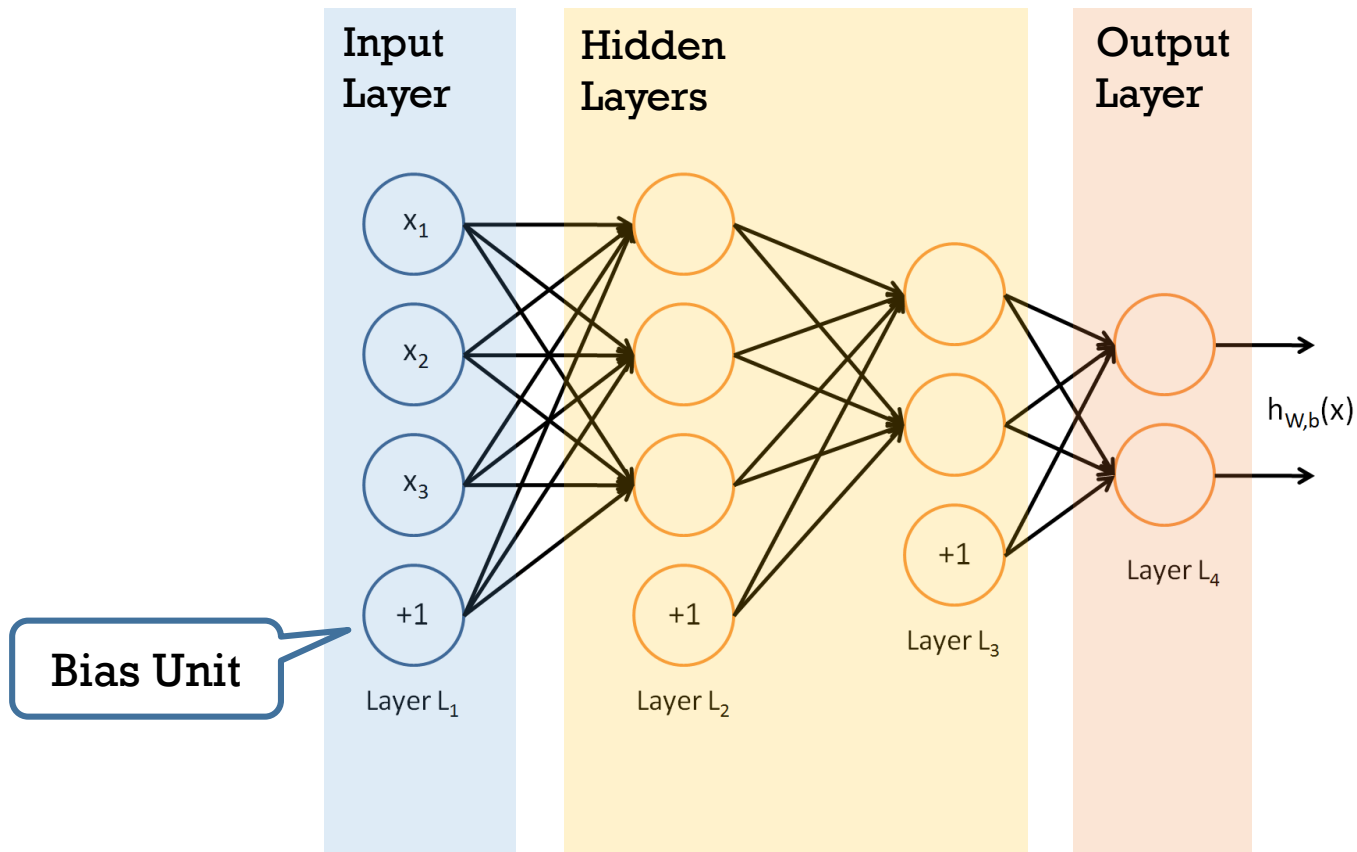 Input
Layer
Hidden
Layers
Output
Layer
x₁
x₂
x₃
+1
+1
+1
h_W,b(x)
Bias Unit
Layer L₁
Layer L₂
Layer L₃
Layer L₄